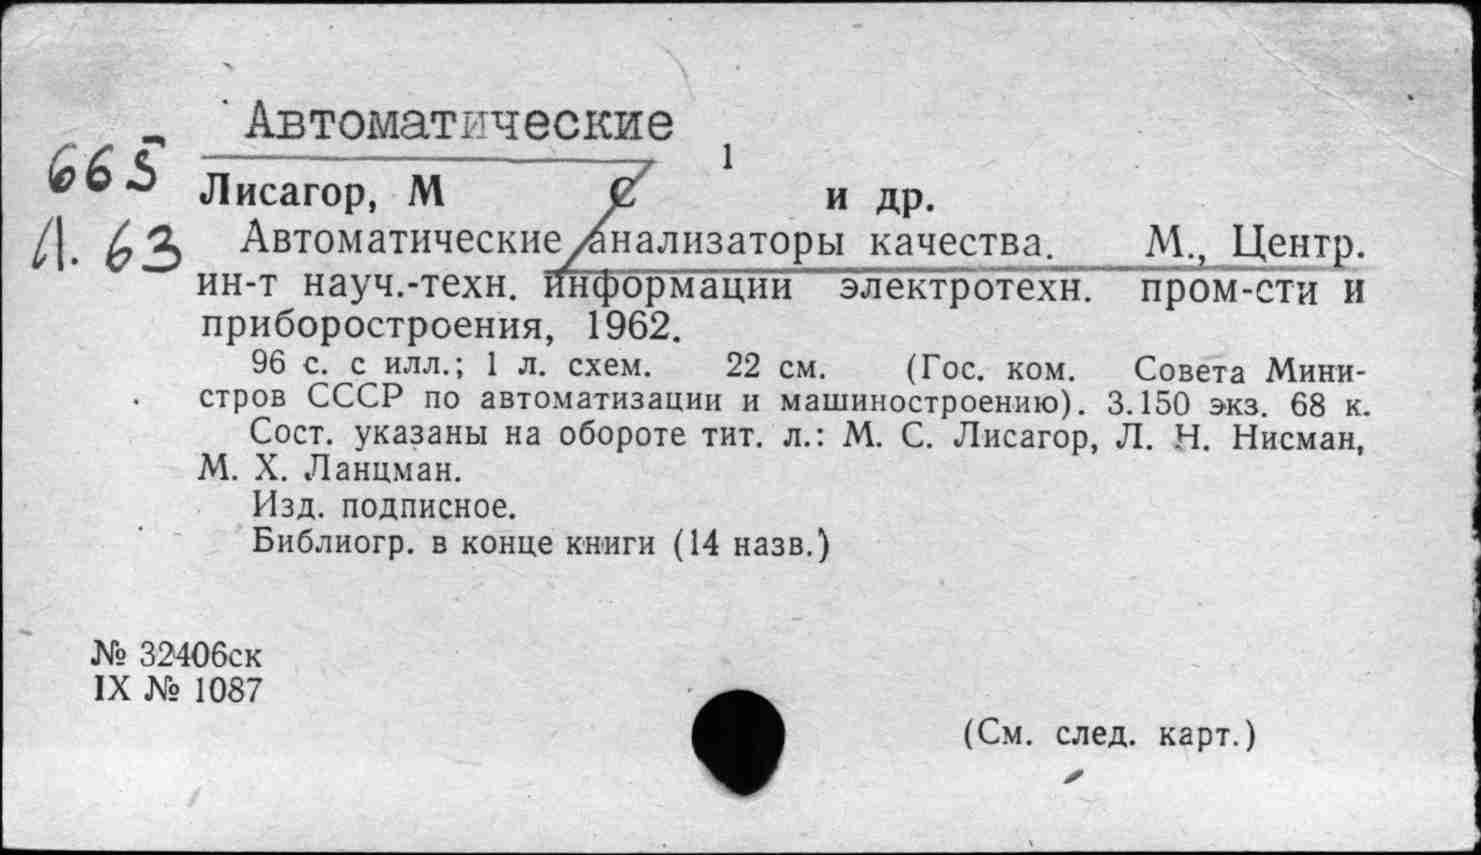 Автоматические
665
Лисагор, М С 1 и др.
63
Автоматические анализаторы качества. М., Центр.
ин-т науч.-техн. информации электротехн. пром-сти и
приборостроения, 1962.
96 с. с илл.; 1 л. схем. 22 см. (Гос. ком. Совета Мини-
стров СССР по автоматизации и машиностроению). 3.150 экз. 68 к.
Сост. указаны на обороте тит. л.: М. С. Лисагор, Л. Н. Нисман,
М. Х. Ланцман.
Изд. подписное.
Библиогр. в конце книги (14 назв.)
№ 32406ск
IX № 1087
(См. след. карт.)